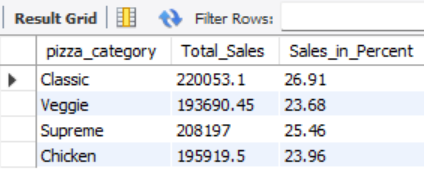 Result Grid Filter Rows:
pizza_category Total_Sales Sales_in_Percent
Classic 220053.1 26.91
Veggie 193690.45 23.68
Supreme 208197 25.46
Chicken 195919.5 23.96